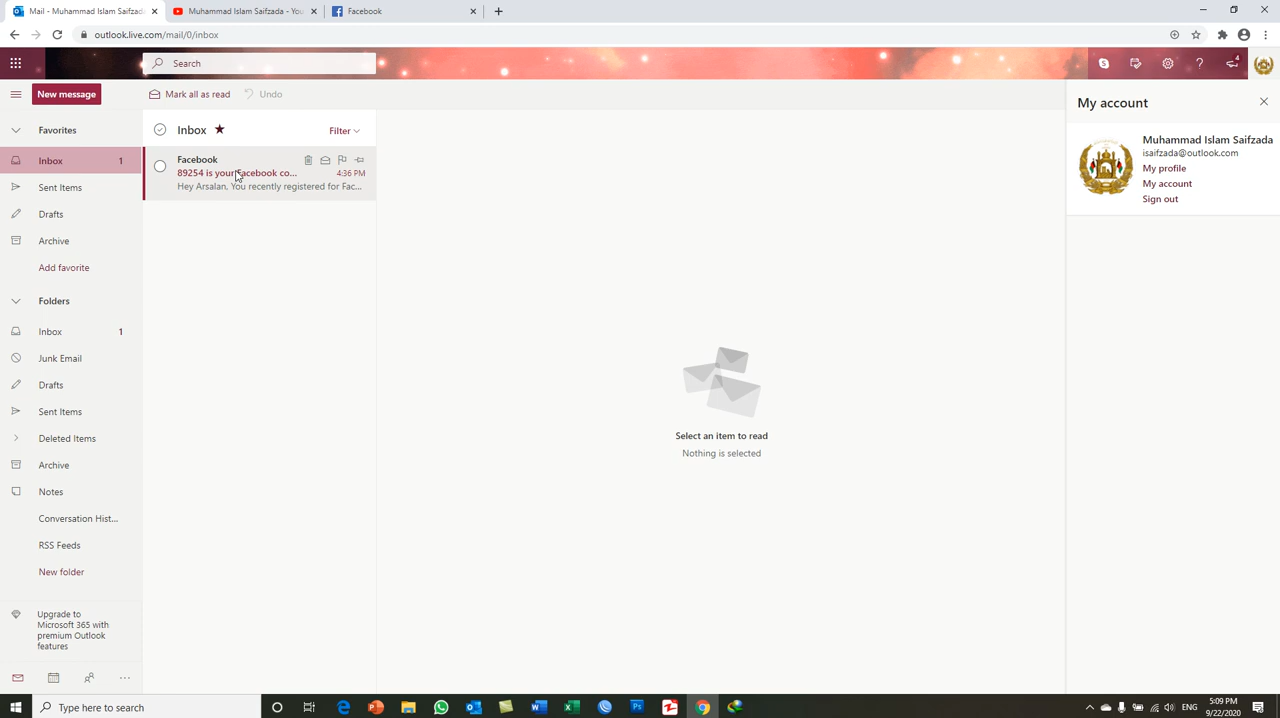 Mail - Muhammad Islam Saifzada
Muhammad Islam Saifzada - You
Facebook
outlook.live.com/mail/0/inbox
Search
4
New message
Mark all as read
Undo
My account
Favorites
Inbox
Filter
Muhammad Islam Saifzada
isaifzada@outlook.com
My profile
My account
Sign out
Inbox 1
Facebook
89254 is your Facebook co... 4:36 PM
Hey Arsalan, You recently registered for Fac...
Sent Items
Drafts
Archive
Add favorite
Folders
Inbox 1
Junk Email
Drafts
Sent Items
Deleted Items
Archive
Notes
Conversation Hist...
RSS Feeds
New folder
Select an item to read
Nothing is selected
Upgrade to
Microsoft 365 with
premium Outlook
features
Type here to search
ENG
5:09 PM
9/22/2020